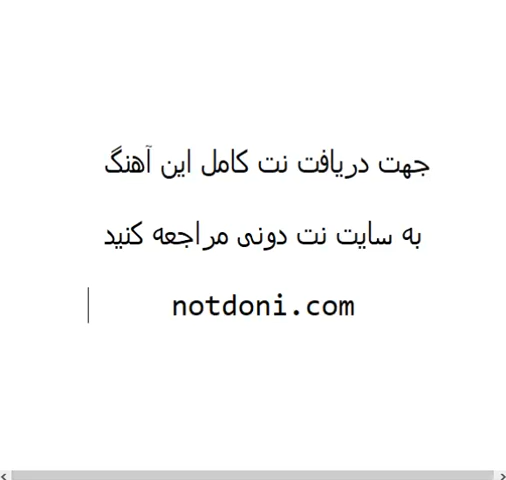 جهت دریافت نت کامل این آهنگ
به سایت نت دونی مراجعه کنید
notdoni.com